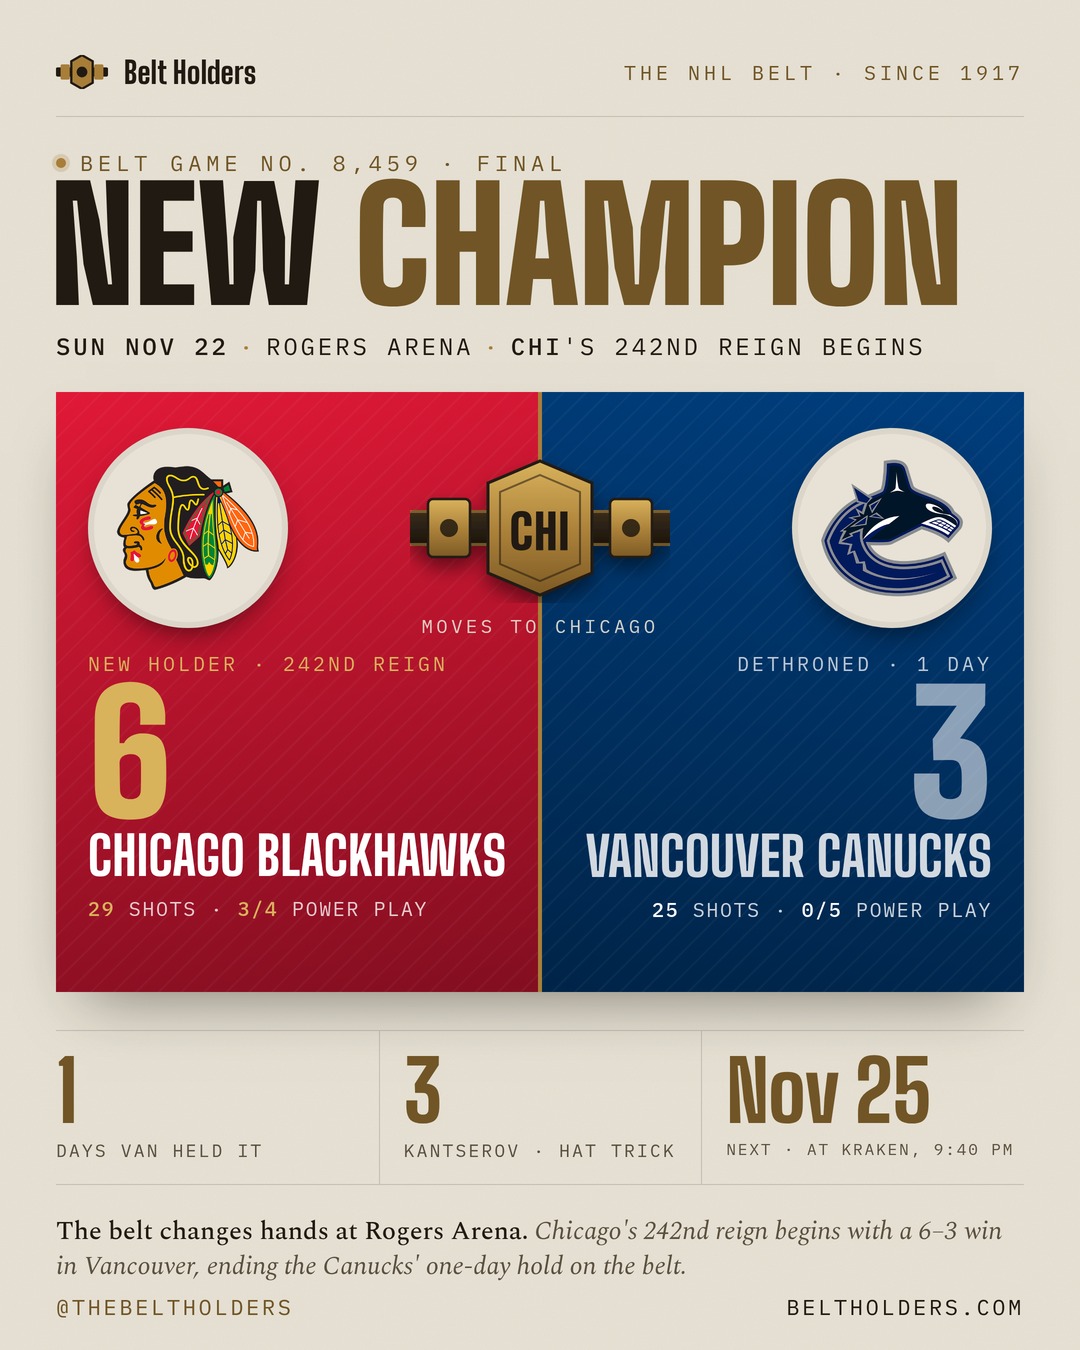 Belt Holders
THE NHL BELT · SINCE 1917
BELT GAME NO. 8,459 · FINAL
NEW CHAMPION
SUN NOV 22 · ROGERS ARENA · CHI'S 242ND REIGN BEGINS
CHI
MOVES TO CHICAGO
NEW HOLDER · 242ND REIGN
6
CHICAGO BLACKHAWKS
29 SHOTS · 3/4 POWER PLAY
DETHRONED · 1 DAY
3
VANCOUVER CANUCKS
25 SHOTS · 0/5 POWER PLAY
1
DAYS VAN HELD IT
3
KANTSEROV · HAT TRICK
Nov 25
NEXT · AT KRAKEN, 9:40 PM
The belt changes hands at Rogers Arena. Chicago's 242nd reign begins with a 6–3 win
in Vancouver, ending the Canucks' one-day hold on the belt.
@THEBELTHOLDERS
BELTHOLDERS.COM